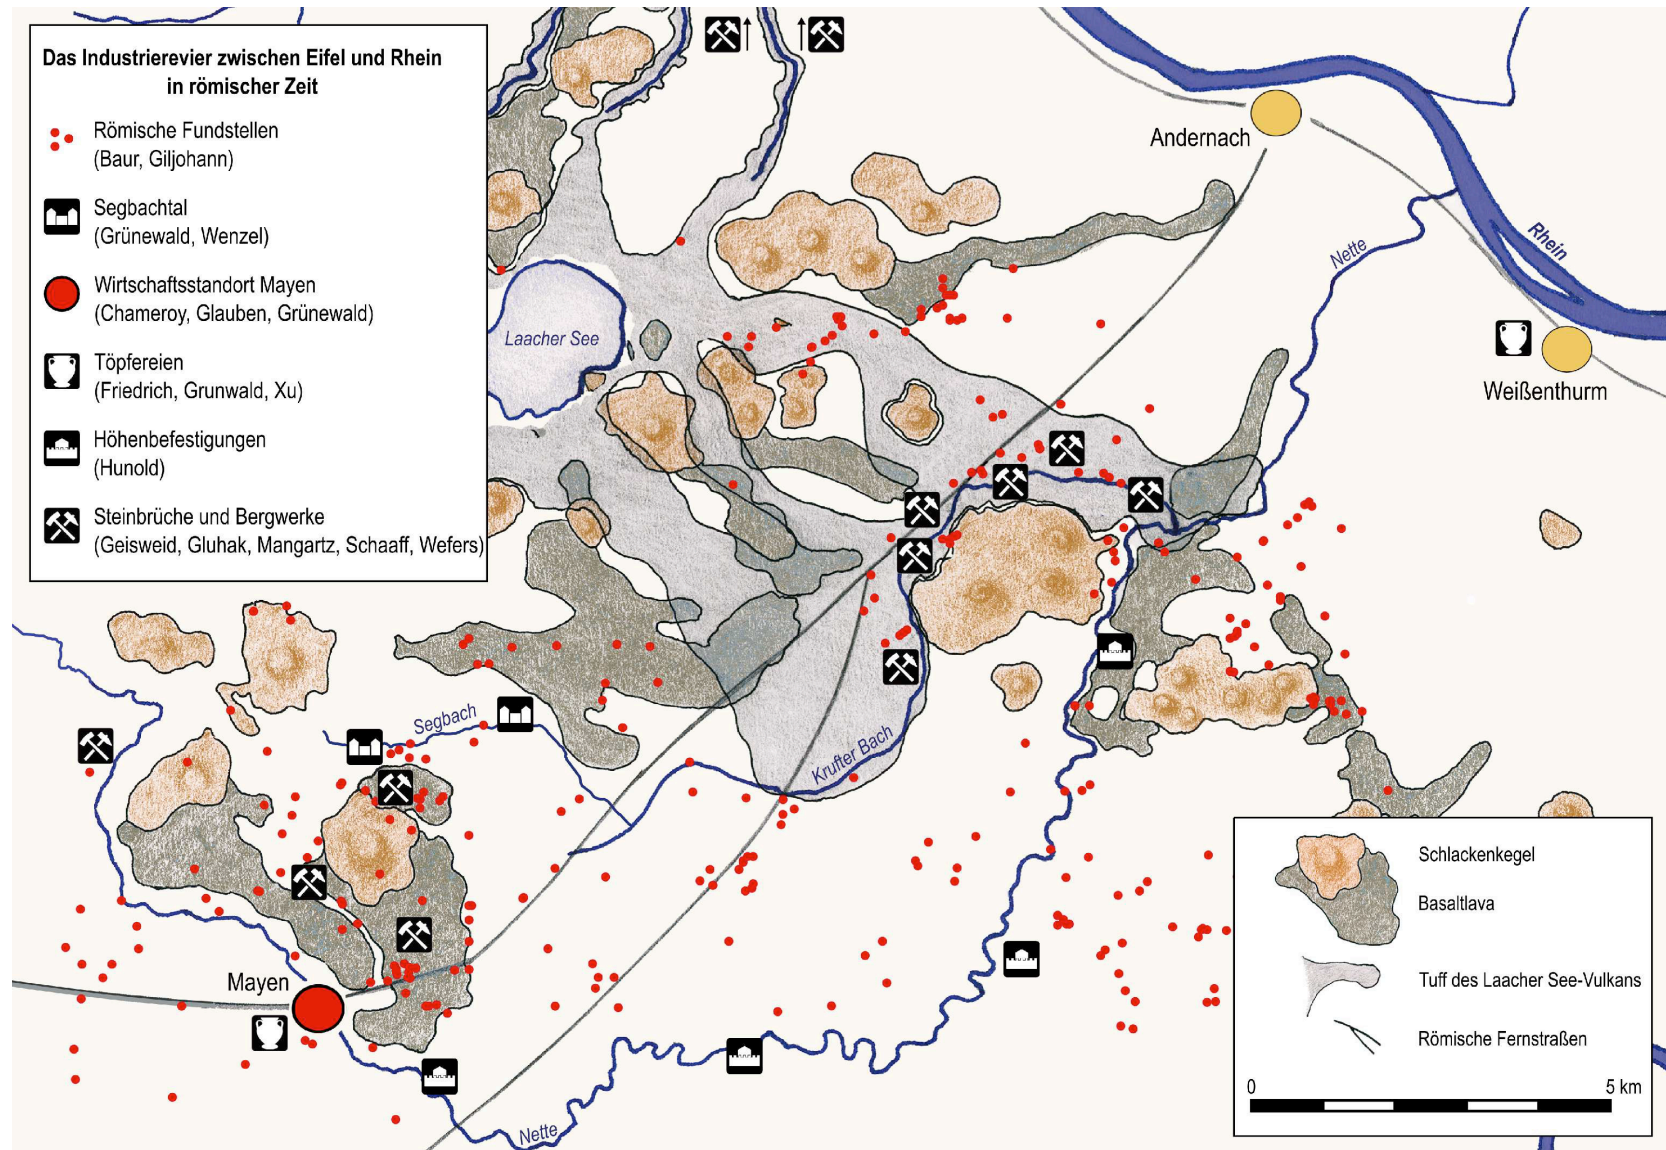 Das Industrierevier zwischen Eifel und Rhein
in römischer Zeit
Römische Fundstellen
(Baur, Giljohann)
Segbachtal
(Grünewald, Wenzel)
Wirtschaftsstandort Mayen
(Chameroy, Glauben, Grünewald)
Töpfereien
(Friedrich, Grunwald, Xu)
Höhenbefestigungen
(Hunold)
Steinbrüche und Bergwerke
(Geisweid, Gluhak, Mangartz, Schaaff, Wefers)
Andernach
Rhein
Nette
Laacher See
Weißenthurm
Segbach
Krufter Bach
Mayen
Nette
Schlackenkegel
Basaltlava
Tuff des Laacher See-Vulkans
Römische Fernstraßen
0 5 km